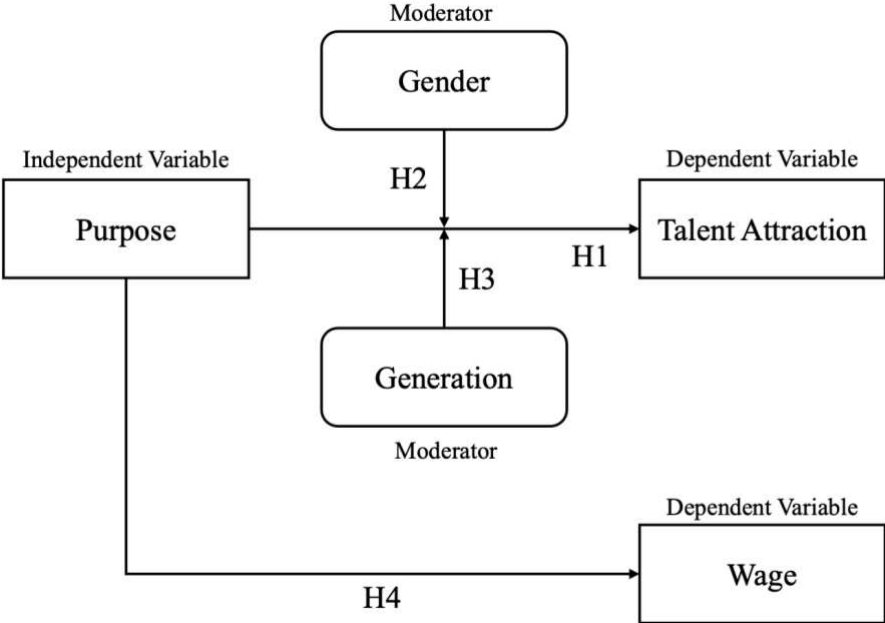 Moderator
Gender
Independent Variable
Purpose
H2
Dependent Variable
Talent Attraction
H1
H3
Generation
Moderator
Dependent Variable
Wage
H4